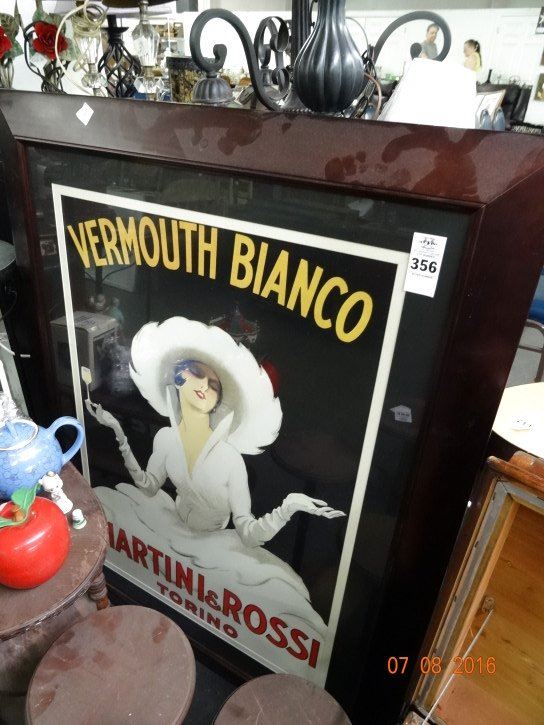 VERMOUTH BIANCO
356
MARTINI & ROSSI
TORINO
07 08 2016